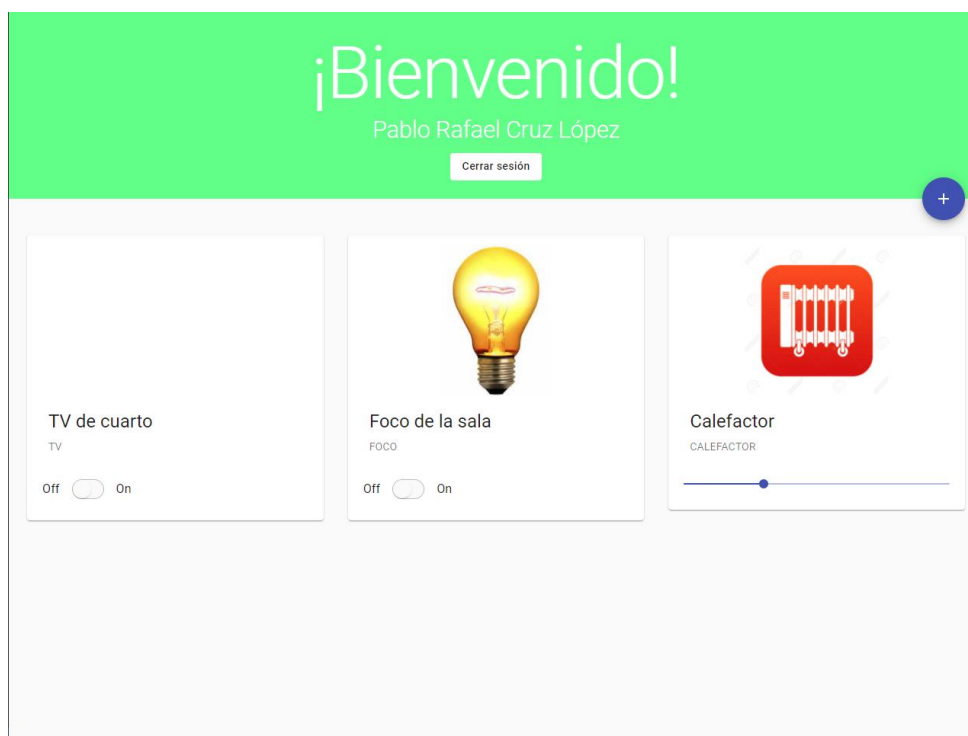 ¡Bienvenido!
Pablo Rafael Cruz López
Cerrar sesión
+
TV de cuarto
TV
Off On
Foco de la sala
FOCO
Off On
Calefactor
CALEFACTOR